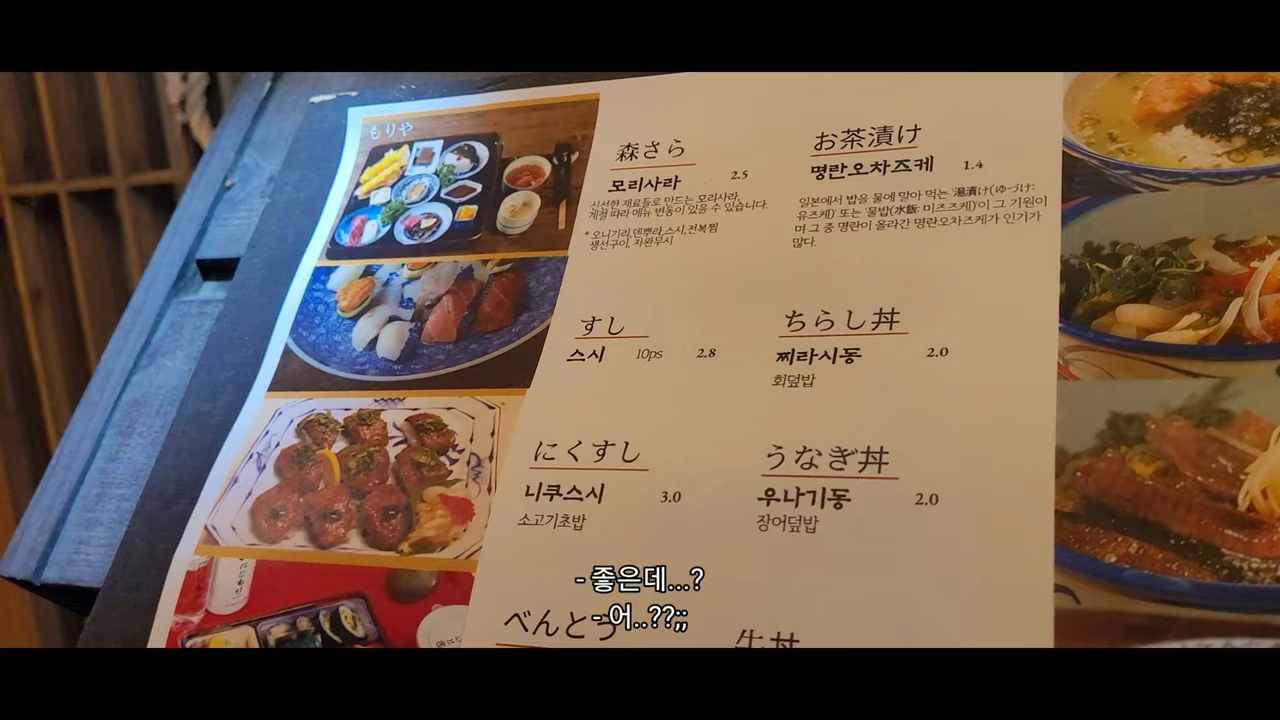 もりや
森さら
모리사라 2.5
신선한 재료들로 만드는 모리사라,
계절 따라 메뉴 변동이 있을 수 있습니다.
* 오니기리,덴뿌라,스시,전복찜
생선구이, 자완무시
お茶漬け
명란오차즈케 1.4
일본에서 밥을 물에 말아 먹는 '湯漬け(ゆづけ:
유즈케)' 또는 '물밥(水飯: 미즈즈케)'이 그 기원이
며 그 중 명란이 올라간 명란오차즈케가 인기가
많다.
すし
스시 10ps 2.8
ちらし丼
찌라시동 2.0
회덮밥
にくすし
니쿠스시 3.0
소고기초밥
うなぎ丼
우나기동 2.0
장어덮밥
べんとう
牛丼
- 좋은데...?
- 어..??;;